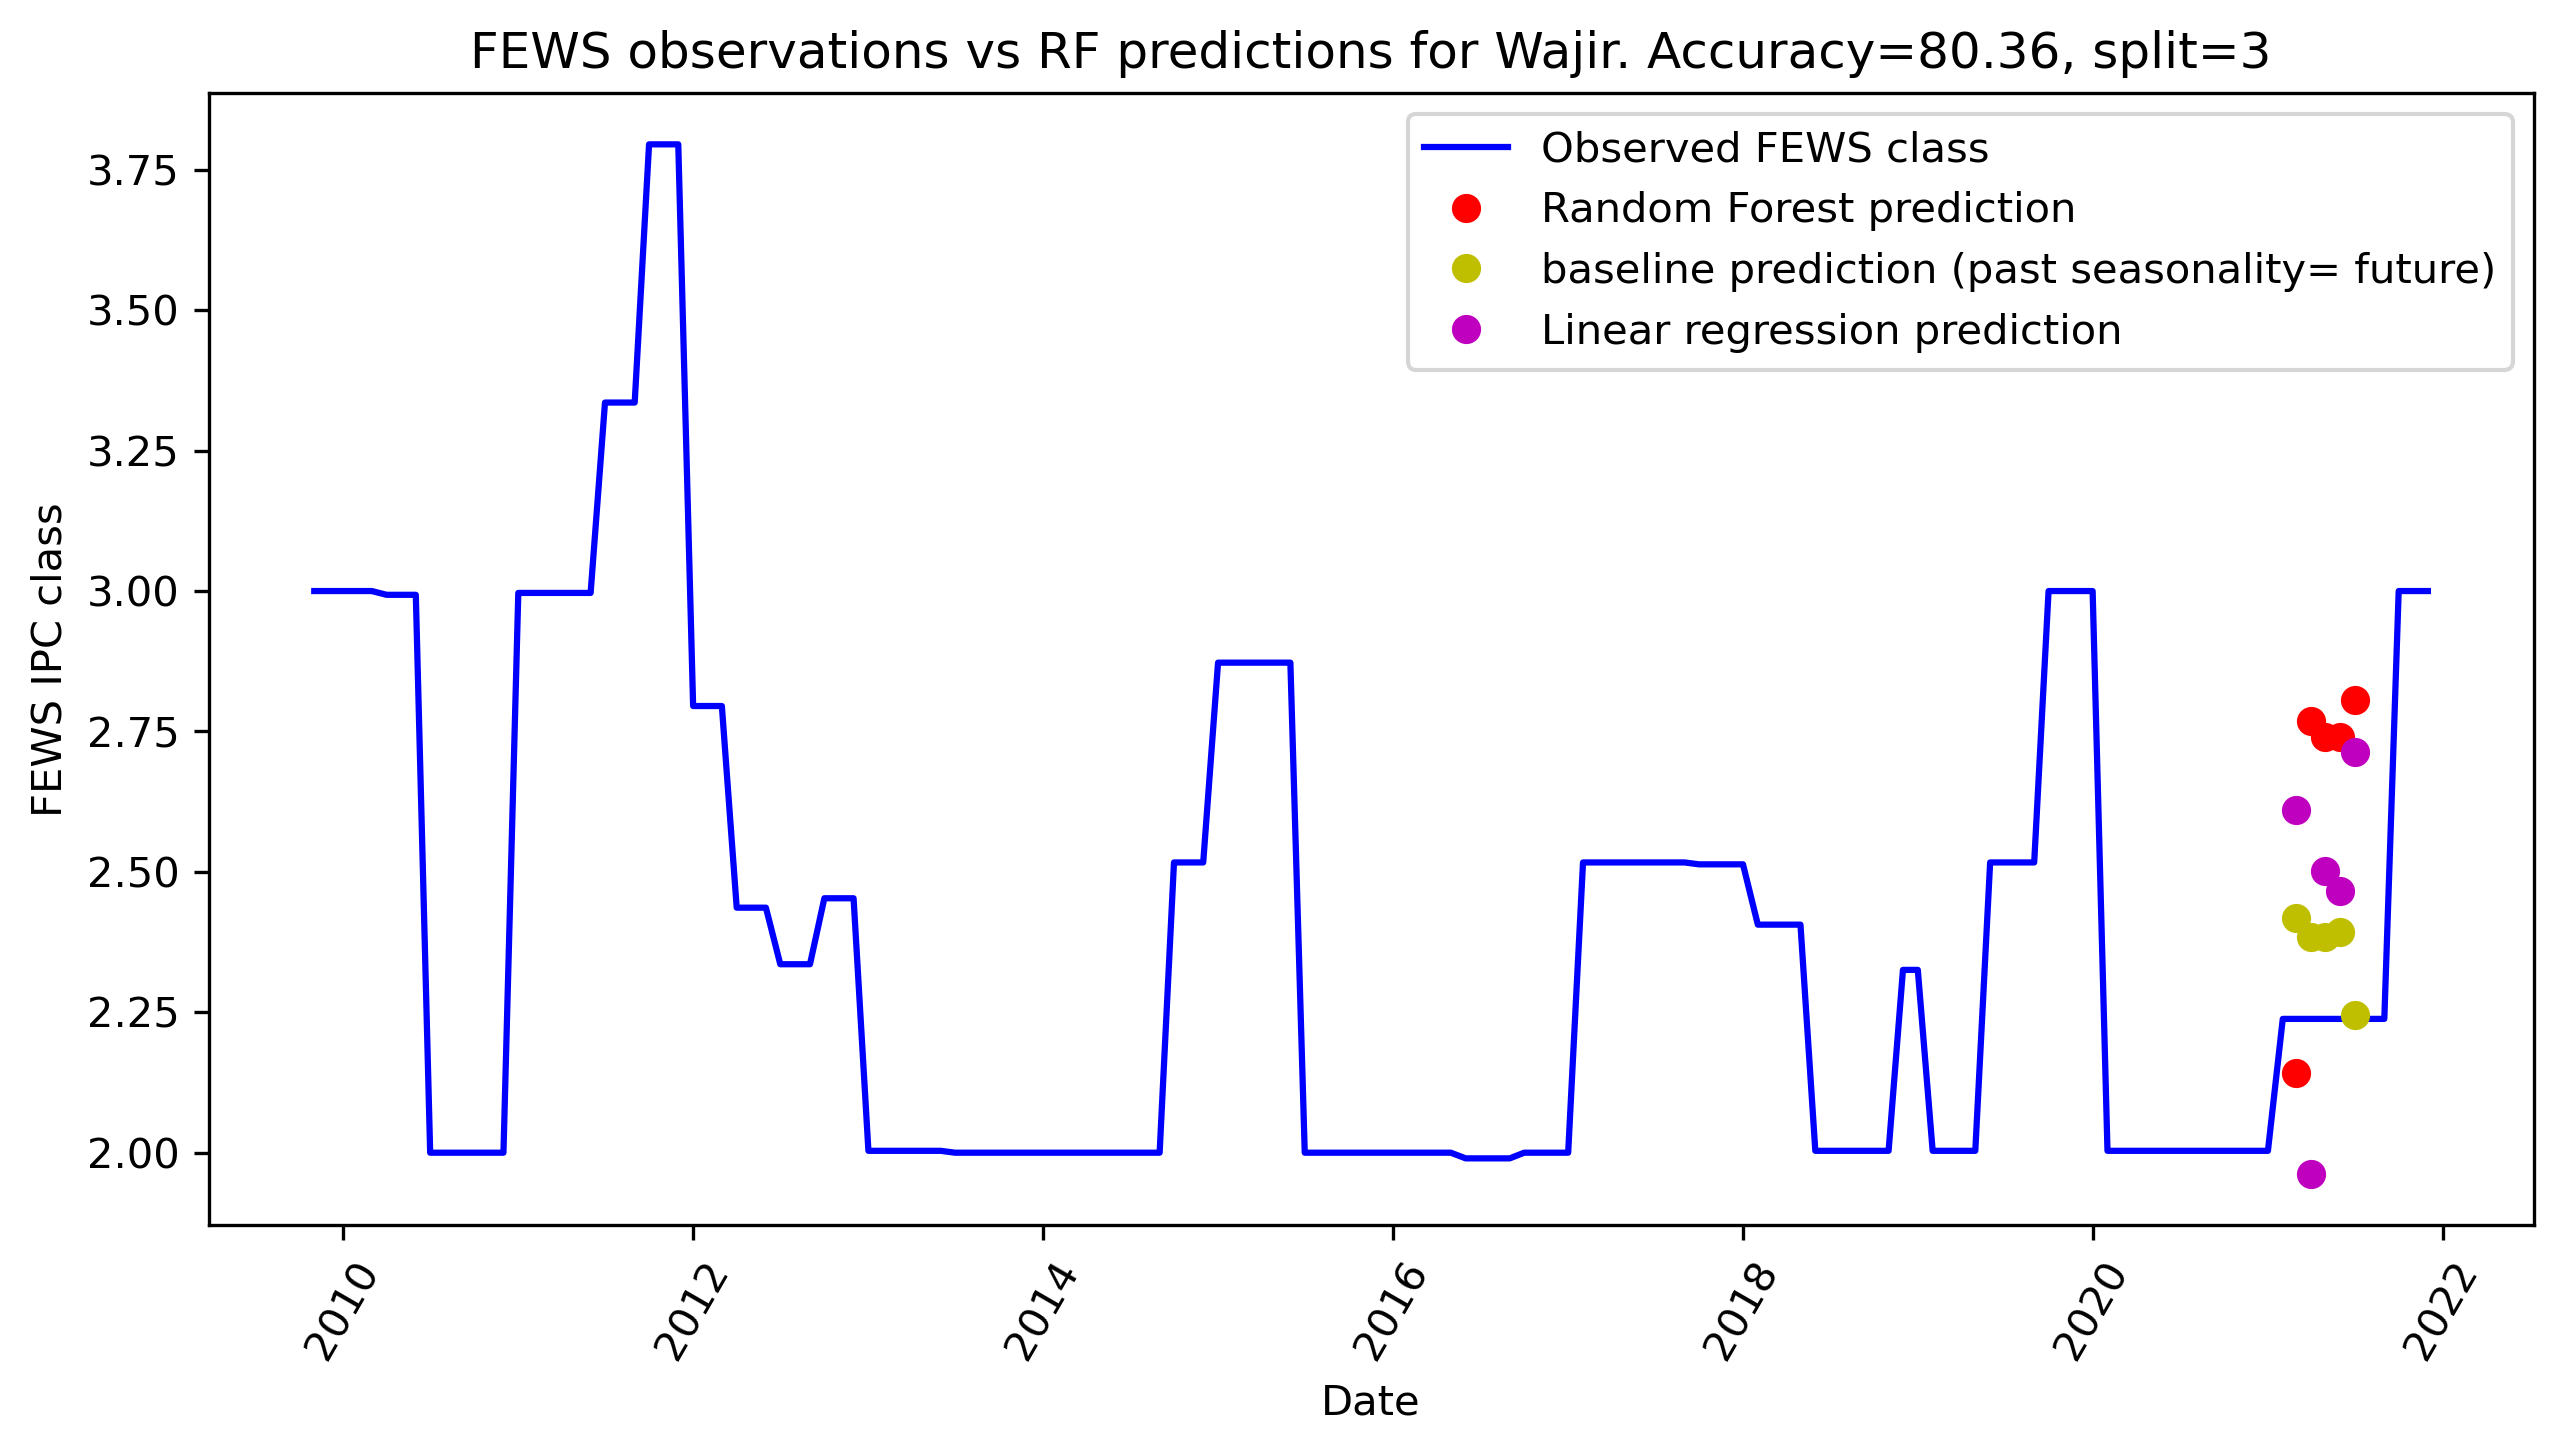 FEWS observations vs RF predictions for Wajir. Accuracy=80.36, split=3
Observed FEWS class
Random Forest prediction
baseline prediction (past seasonality= future)
Linear regression prediction
FEWS IPC class
3.75
3.50
3.25
3.00
2.75
2.50
2.25
2.00
2010
2012
2014
2016
2018
2020
2022
Date